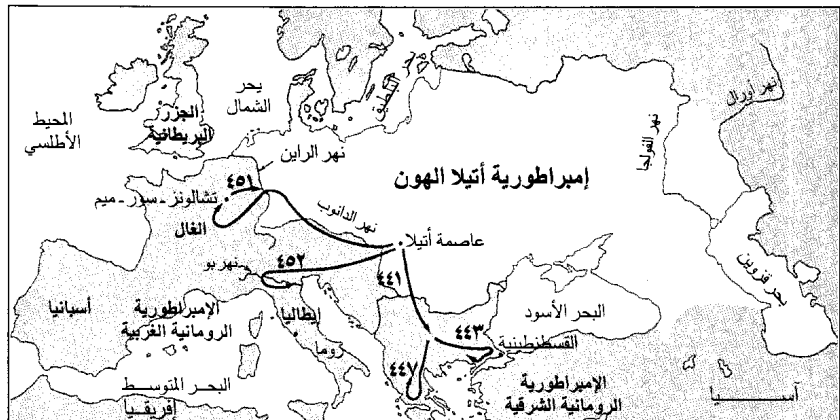 المحيط
الأطلسي
الجزر
البريطانية
بحر
الشمال
بحر البلطيق
نهر أورال
نهر الفولجا
نهر الراين
إمبراطورية أتيلا الهون
٤٥١
تشالونز - سور - ميم
الغال
نهر الدانوب
عاصمة أتيلا
بحر قزوين
٤٥٢
نهر بو
٤٤١
أسبانيا
الإمبراطورية
الرومانية الغربية
إيطاليا
روما
البحر الأسود
٤٤٣
القسطنطينية
٤٤٧
البحر المتوسط
إفريقيا
الإمبراطورية
الرومانية الشرقية
آسيا